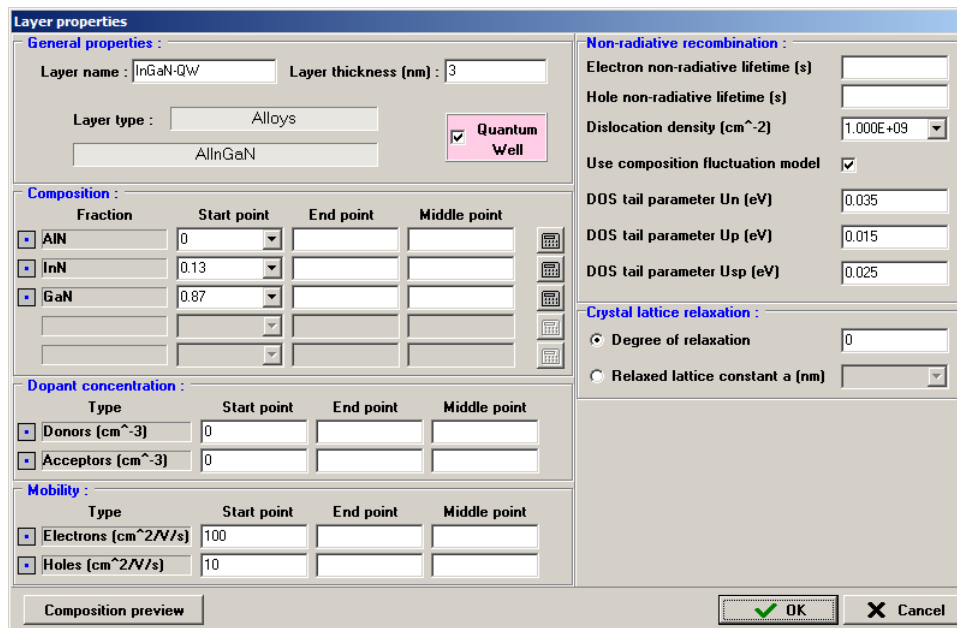 Layer properties
General properties :
Layer name : InGaN-QW Layer thickness (nm) : 3
Layer type : Alloys
AlInGaN
Quantum
Well
Composition :
Fraction Start point End point Middle point
AlN 0
InN 0.13
GaN 0.87
Dopant concentration :
Type Start point End point Middle point
Donors (cm^-3) 0
Acceptors (cm^-3) 0
Mobility :
Type Start point End point Middle point
Electrons (cm^2/V/s) 100
Holes (cm^2/V/s) 10
Composition preview
Non-radiative recombination :
Electron non-radiative lifetime (s)
Hole non-radiative lifetime (s)
Dislocation density (cm^-2) 1.000E+09
Use composition fluctuation model
DOS tail parameter Un (eV) 0.035
DOS tail parameter Up (eV) 0.015
DOS tail parameter Usp (eV) 0.025
Crystal lattice relaxation :
Degree of relaxation 0
Relaxed lattice constant a (nm)
OK Cancel